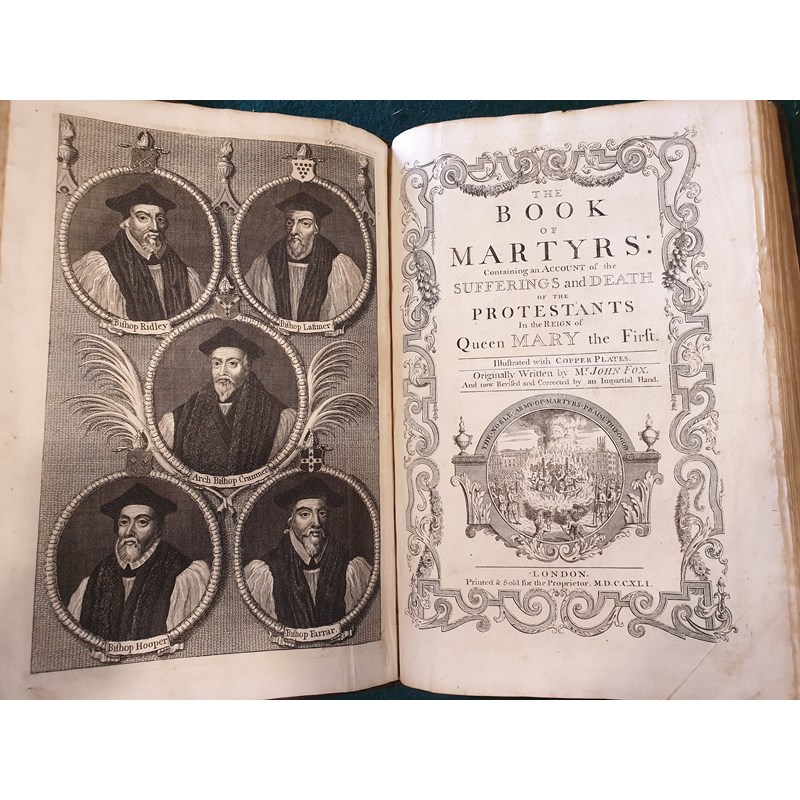 Bishop Ridley
Bishop Latimer
Arch Bishop Cranmer
Bishop Hooper
Bishop Farrar
THE
BOOK
OF
MARTYRS:
Containing an ACCOUNT of the
SUFFERINGS and DEATH
OF THE
PROTESTANTS
In the REIGN of
Queen MARY the Firſt.
Illustrated with COPPER PLATES.
Originally Written by Mr. JOHN FOX.
And now Reviſed and Corrected by an Impartial Hand.
THE·NOBLE·ARMY·OF·MARTYRS·PRAISE·THEE·O·GOD
LONDON.
Printed & Sold for the Proprietor. M.D.CCXLI.